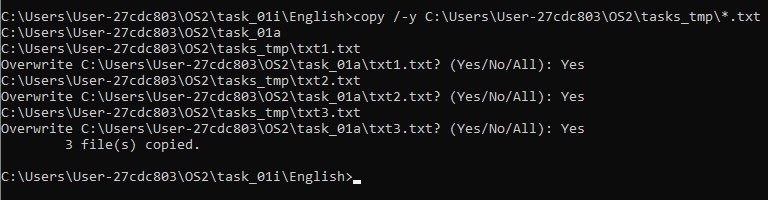 C:\Users\User-27cdc803\OS2\task_01i\English>copy /-y C:\Users\User-27cdc803\OS2\tasks_tmp\*.txt
C:\Users\User-27cdc803\OS2\task_01a
C:\Users\User-27cdc803\OS2\tasks_tmp\txt1.txt
Overwrite C:\Users\User-27cdc803\OS2\task_01a\txt1.txt? (Yes/No/All): Yes
C:\Users\User-27cdc803\OS2\tasks_tmp\txt2.txt
Overwrite C:\Users\User-27cdc803\OS2\task_01a\txt2.txt? (Yes/No/All): Yes
C:\Users\User-27cdc803\OS2\tasks_tmp\txt3.txt
Overwrite C:\Users\User-27cdc803\OS2\task_01a\txt3.txt? (Yes/No/All): Yes
        3 file(s) copied.

C:\Users\User-27cdc803\OS2\task_01i\English>